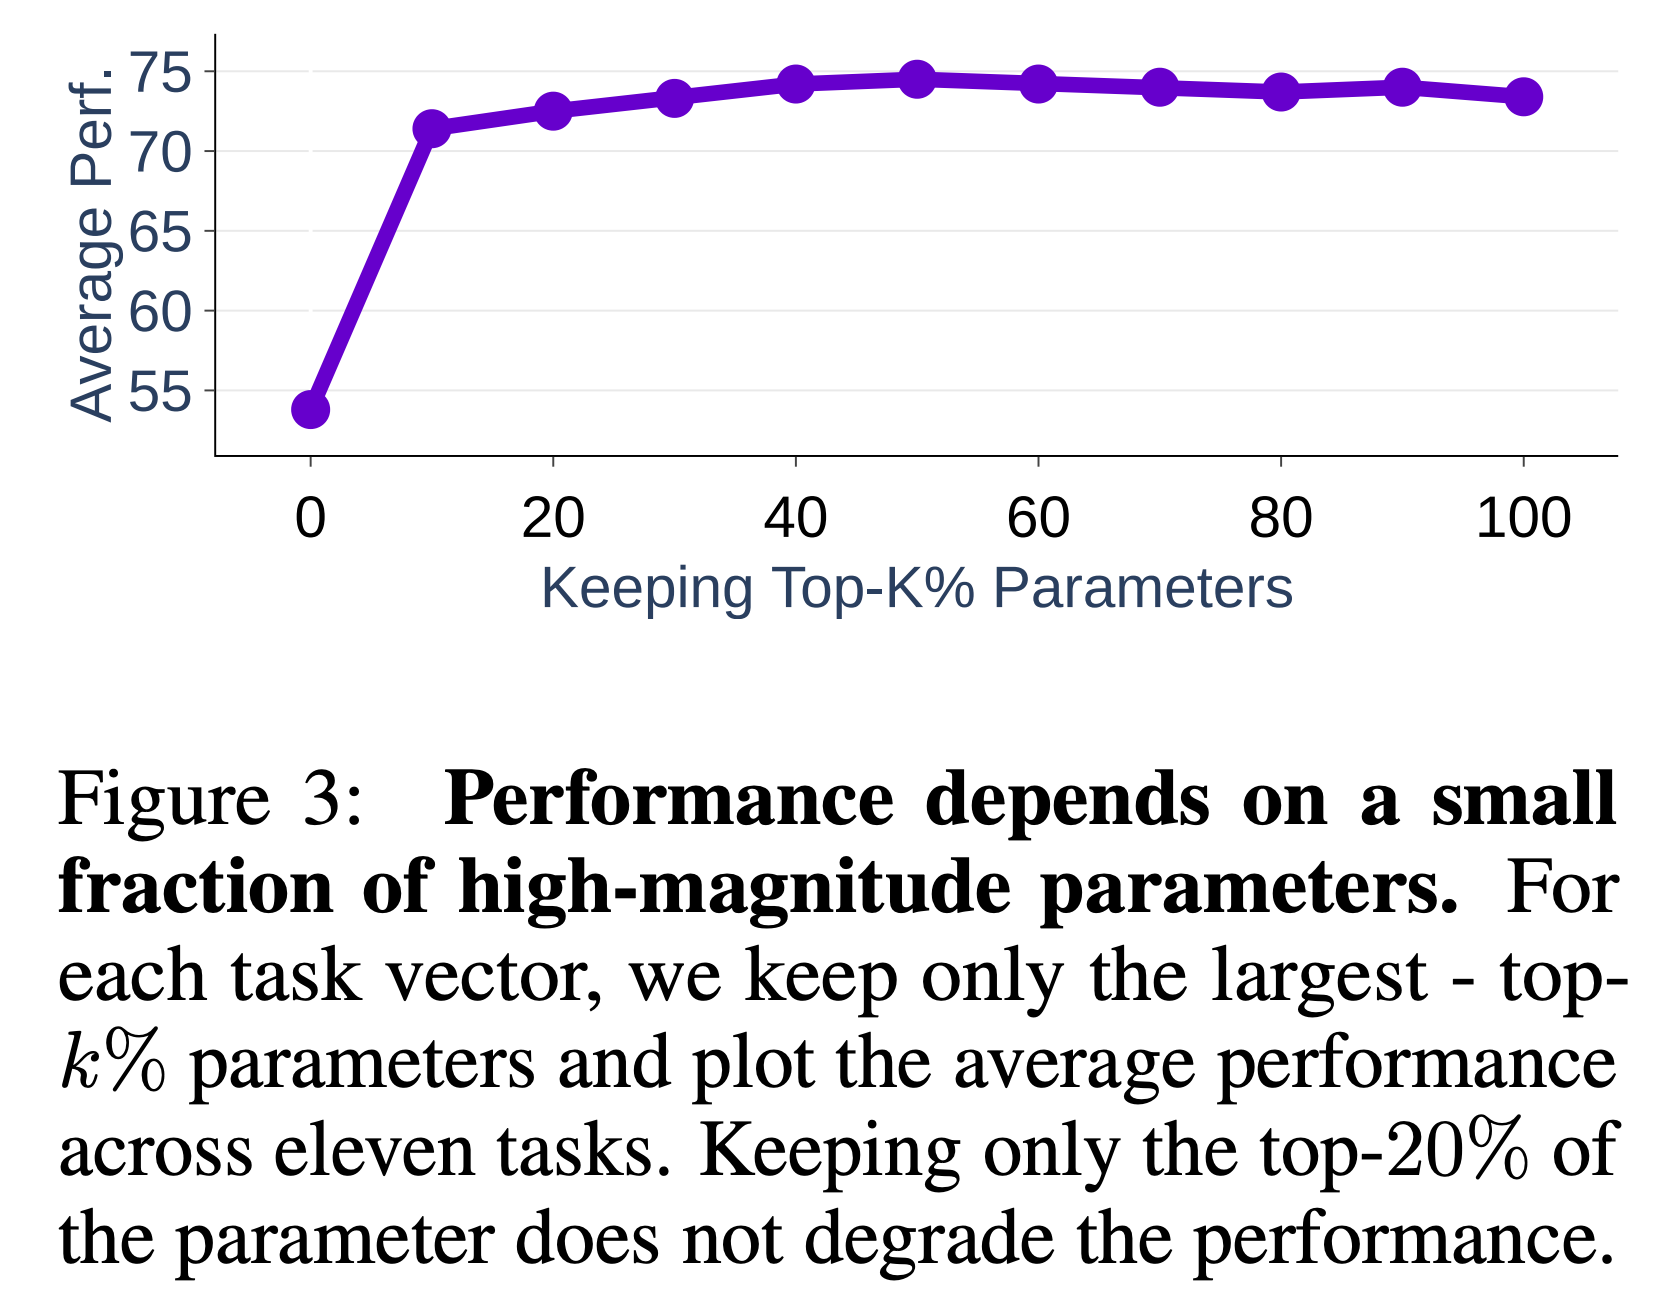 75
70
65
60
55
Average Perf.
0 20 40 60 80 100
Keeping Top-K% Parameters
Figure 3: Performance depends on a small
fraction of high-magnitude parameters. For
each task vector, we keep only the largest - top-
k% parameters and plot the average performance
across eleven tasks. Keeping only the top-20% of
the parameter does not degrade the performance.